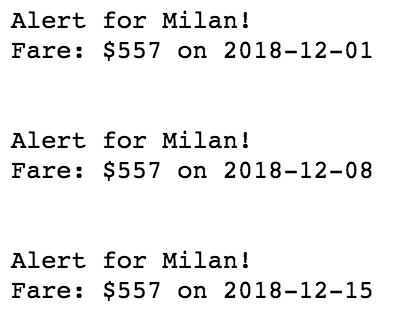 Alert for Milan!
Fare: $557 on 2018-12-01
Alert for Milan!
Fare: $557 on 2018-12-08
Alert for Milan!
Fare: $557 on 2018-12-15